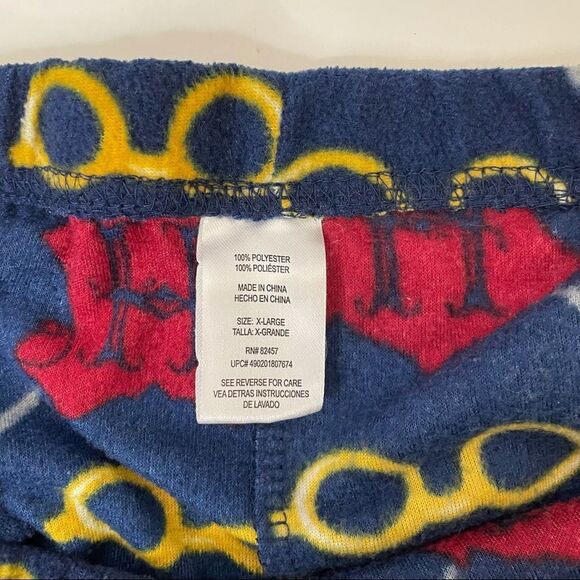 100% POLYESTER
100% POLIÉSTER
MADE IN CHINA
HECHO EN CHINA
SIZE: X-LARGE
TALLA: X-GRANDE
RN# 82457
UPC# 490201807674
SEE REVERSE FOR CARE
VEA DETRAS INSTRUCCIONES
DE LAVADO